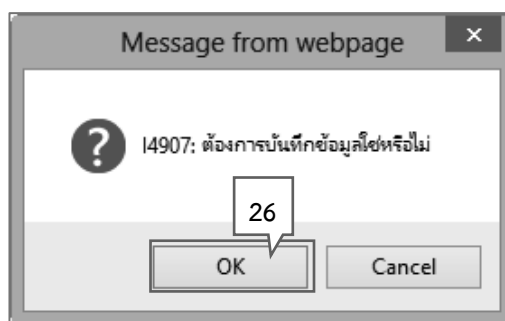 Message from webpage
I4907: ต้องการบันทึกข้อมูลใช่หรือไม่
26
OK
Cancel